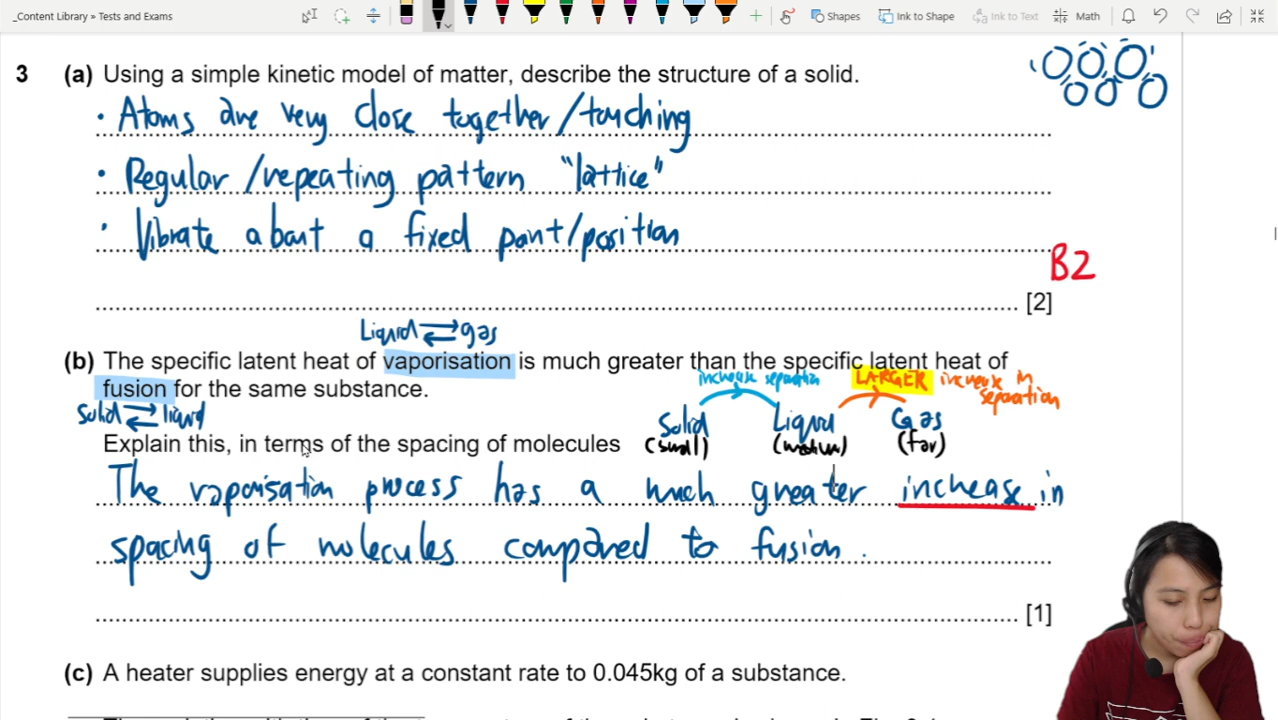 _Content Library » Tests and Exams
Shapes
Ink to Shape
Ink to Text
Math
3 (a) Using a simple kinetic model of matter, describe the structure of a solid.
• Atoms are very close together/touching
• Regular/repeating pattern "lattice"
• Vibrate about a fixed point/position
B2
[2]
Liquid ⇌ gas
(b) The specific latent heat of vaporisation is much greater than the specific latent heat of
fusion for the same substance.
increase separation
LARGER increase in
separation
Solid ⇌ liquid
Solid Liquid Gas
Explain this, in terms of the spacing of molecules
(small) (medium) (far)
The vaporisation process has a much greater increase in
spacing of molecules compared to fusion.
[1]
(c) A heater supplies energy at a constant rate to 0.045kg of a substance.